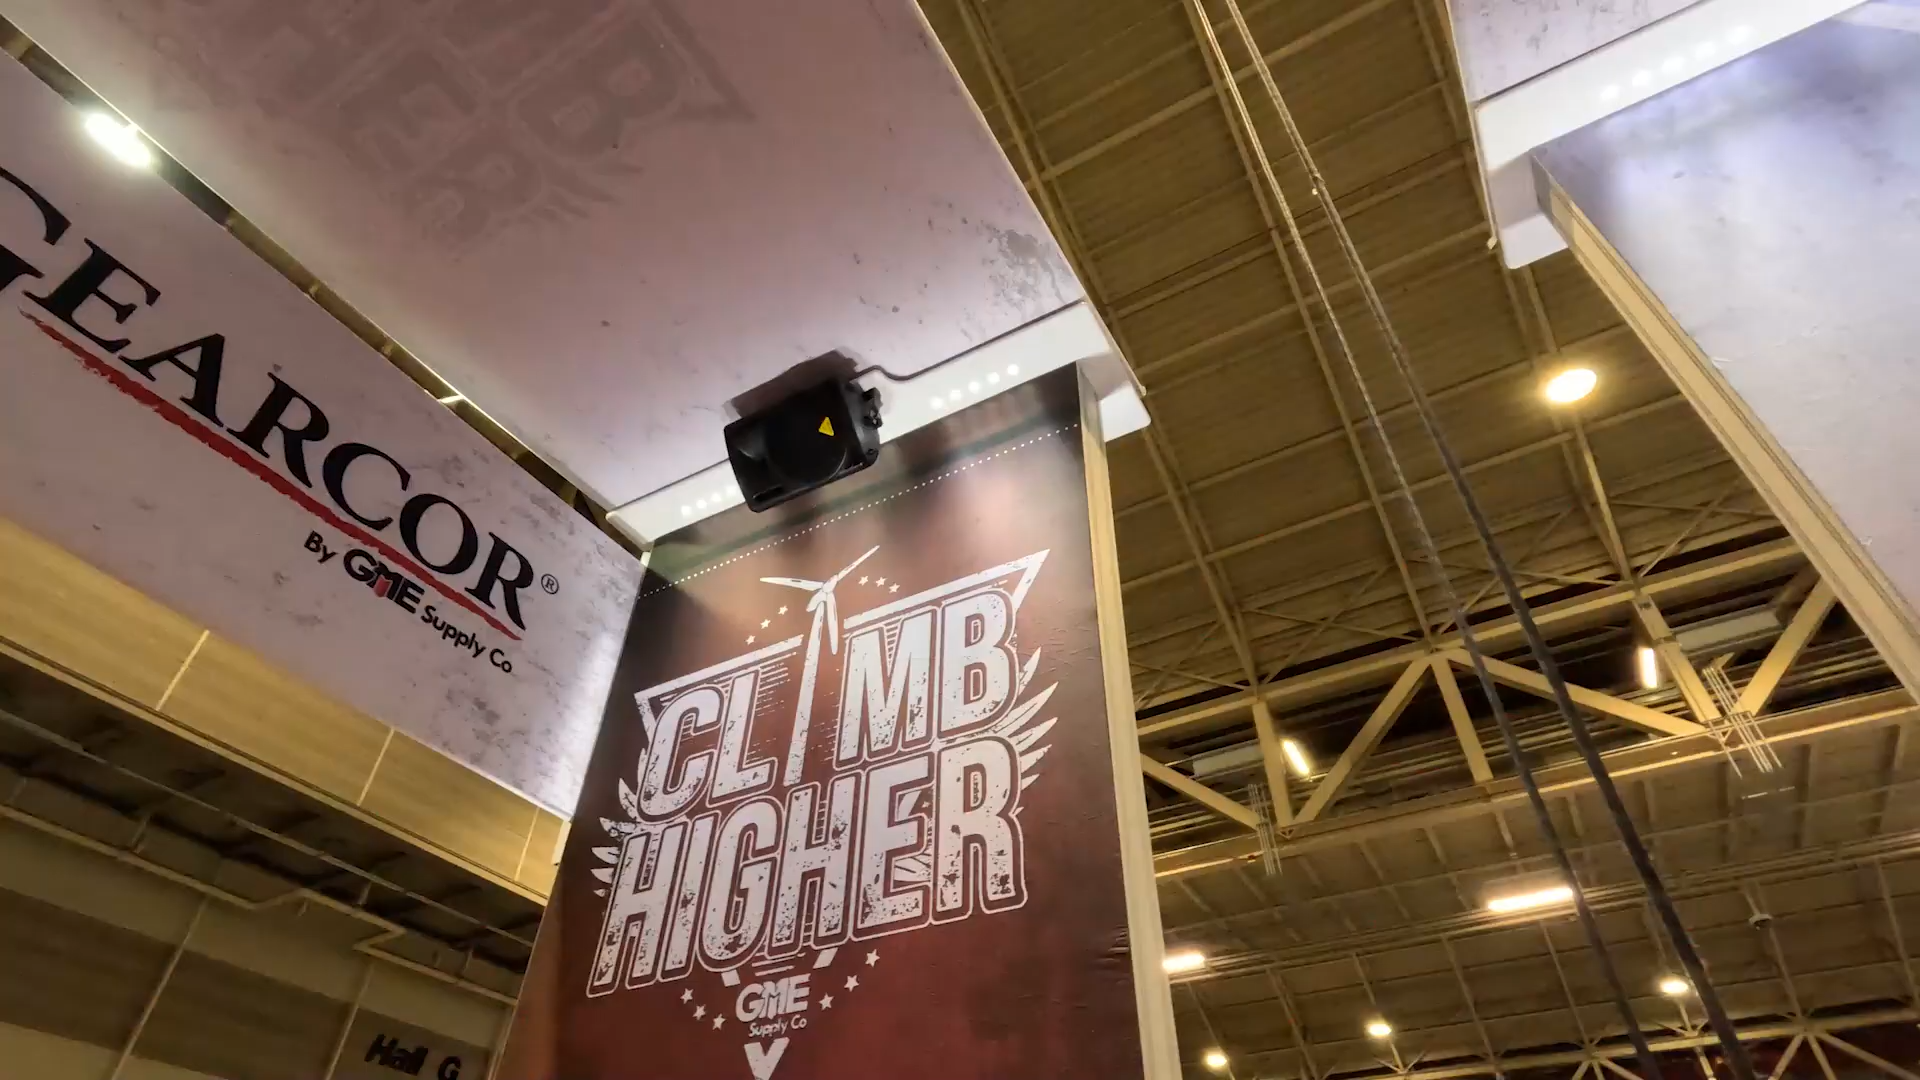 GEARCOR®
By GME Supply Co
CLIMB
HIGHER
GME
Supply Co
Hall G